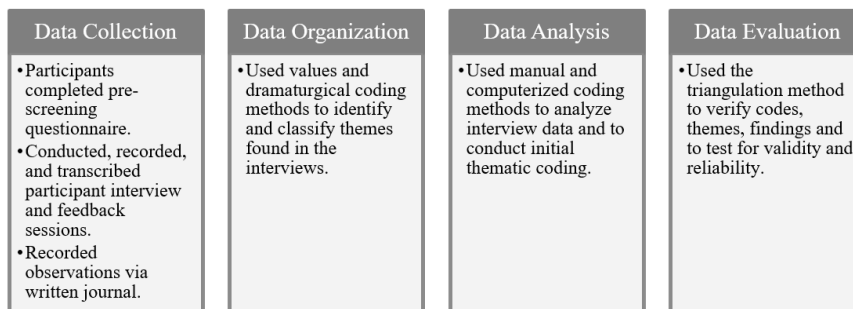 Data Collection
•Participants
completed pre-
screening
questionnaire.
•Conducted, recorded,
and transcribed
participant interview
and feedback
sessions.
•Recorded
observations via
written journal.
Data Organization
•Used values and
dramaturgical coding
methods to identify
and classify themes
found in the
interviews.
Data Analysis
•Used manual and
computerized coding
methods to analyze
interview data and to
conduct initial
thematic coding.
Data Evaluation
•Used the
triangulation method
to verify codes,
themes, findings and
to test for validity and
reliability.